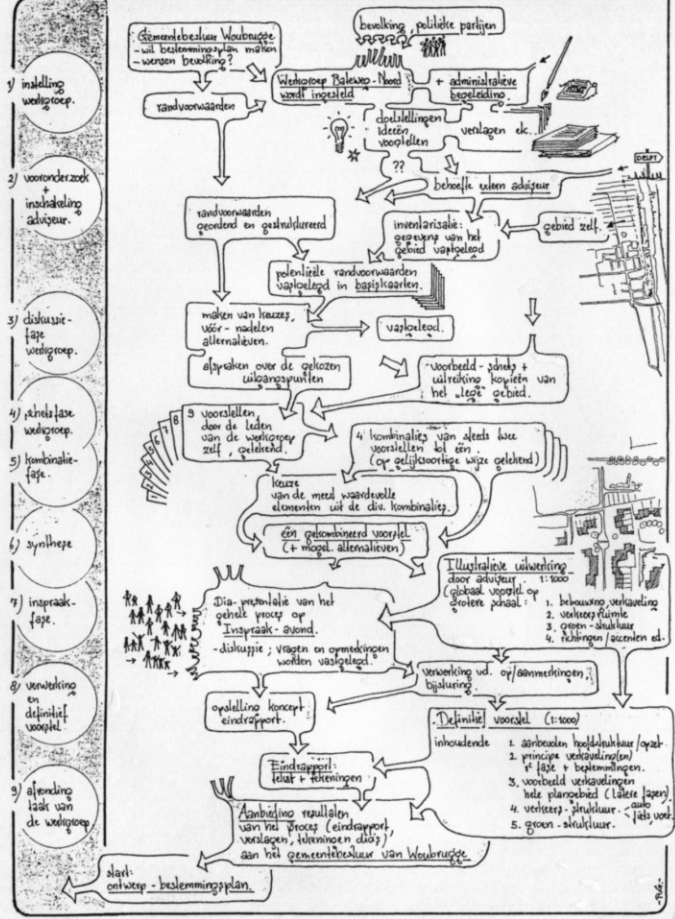 Gemeentebestuur Woubrugge
- wil bestemmingsplan maken
- wensen bevolking?
bevolking, politieke partijen
1) instelling
werkgroep.
Werkgroep Bateweg-Noord
wordt ingesteld
+ administratieve
begeleiding
randvoorwaarden
doelstellingen
ideeën
voorstellen
verslagen etc.
??
DELFT
2) vooronderzoek
+
inschakeling
adviseur.
behoefte extern adviseur
randvoorwaarden
geordend en gestruktureerd
inventarisatie:
gegevens van het
gebied vastgelegd
gebied zelf.
potentiële randvoorwaarden
vastgelegd in basiskaarten.
3) diskussie-
fase
werkgroep.
maken van keuzes,
vóór-nadelen
alternatieven.
vastgelegd.
afspraken over de gekozen
uitgangspunten
voorbeeld-schets +
uitreiking kopieën van
het "lege" gebied.
4) schetsfase
werkgroep.
9 voorstellen,
door de leden
van de werkgroep
zelf, getekend.
4 kombinaties van steeds twee
voorstellen tot één.
(op gelijksoortige wijze getekend)
5) kombinatie-
fase.
keuze
van de meest waardevolle
elementen uit de div. kombinaties.
6) synthese
één gekombineerd voorstel
(+ mogel. alternatieven)
Illustratieve uitwerking
door adviseur. 1:1000
(globaal voorstel op
grotere schaal:
1. bebouwing, verkaveling
2. verkeersruimte
3. groen-struktuur
4. richtingen/accenten ed.
7) inspraak-
fase.
Dia-presentatie van het
gehele proces op
Inspraak-avond.
- diskussie; vragen en opmerkingen
worden vastgelegd.
8) verwerking
en
definitief
voorstel
verwerking vd. op/aanmerkingen
bijsturing.
opstelling koncept
eindrapport.
Definitief voorstel (1:1000)
inhoudende
1. aanbevolen hoofdstruktuur/opzet.
2. principe verkaveling(en)
1e fase + bestemmingen.
3. voorbeeld verkavelingen
hele plangebied (latere fasen)
4. verkeers-struktuur - auto
fiets, voet.
5. groen-struktuur.
Eindrapport:
tekst + tekeningen
9) afronding
taak van
de werkgroep
Aanbieding resultaten
van het proces (eindrapport,
verslagen, tekeningen dia's)
aan het gemeentebestuur van Woubrugge
start:
ontwerp-bestemmingsplan.